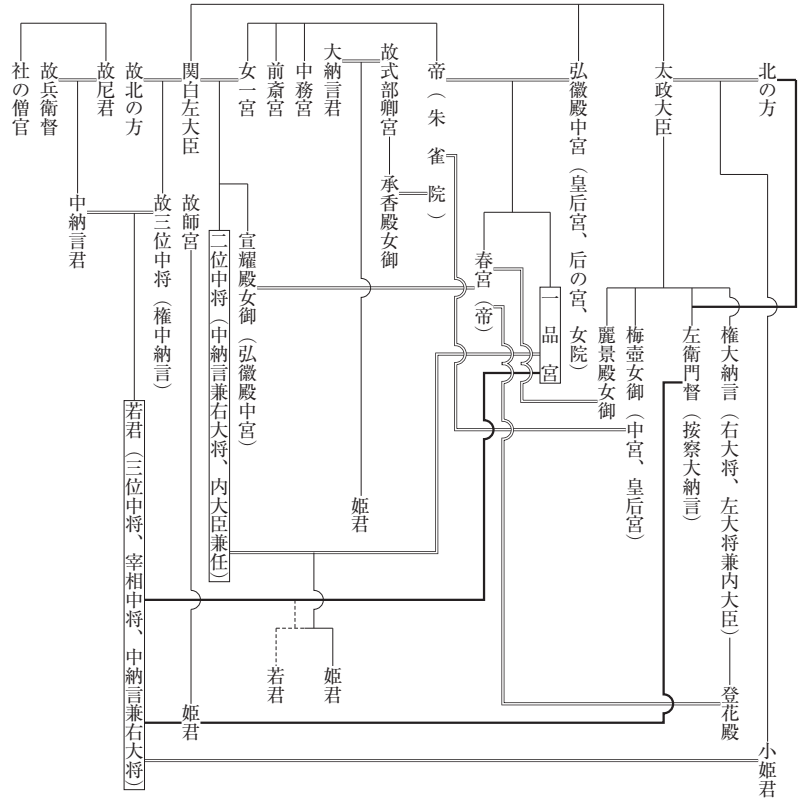 北の方
太政大臣
弘徽殿中宮（皇后宮、后の宮、女院）
帝（朱雀院）
故式部卿宮
大納言君
中務宮
前斎宮
女一宮
関白左大臣
故北の方
故尼君
故兵衛督
社の僧官
承香殿女御
故師宮
故三位中将（権中納言）
中納言君
春宮（帝）
宣耀殿女御（弘徽殿中宮）
二位中将（中納言兼右大将、内大臣兼任）
一品宮
権大納言（右大将、左大将兼内大臣）
左衛門督（按察大納言）
梅壺女御（中宮、皇后宮）
麗景殿女御
若君（三位中将、宰相中将、中納言兼右大将）
姫君
姫君
若君
登花殿
姫君
小姫君